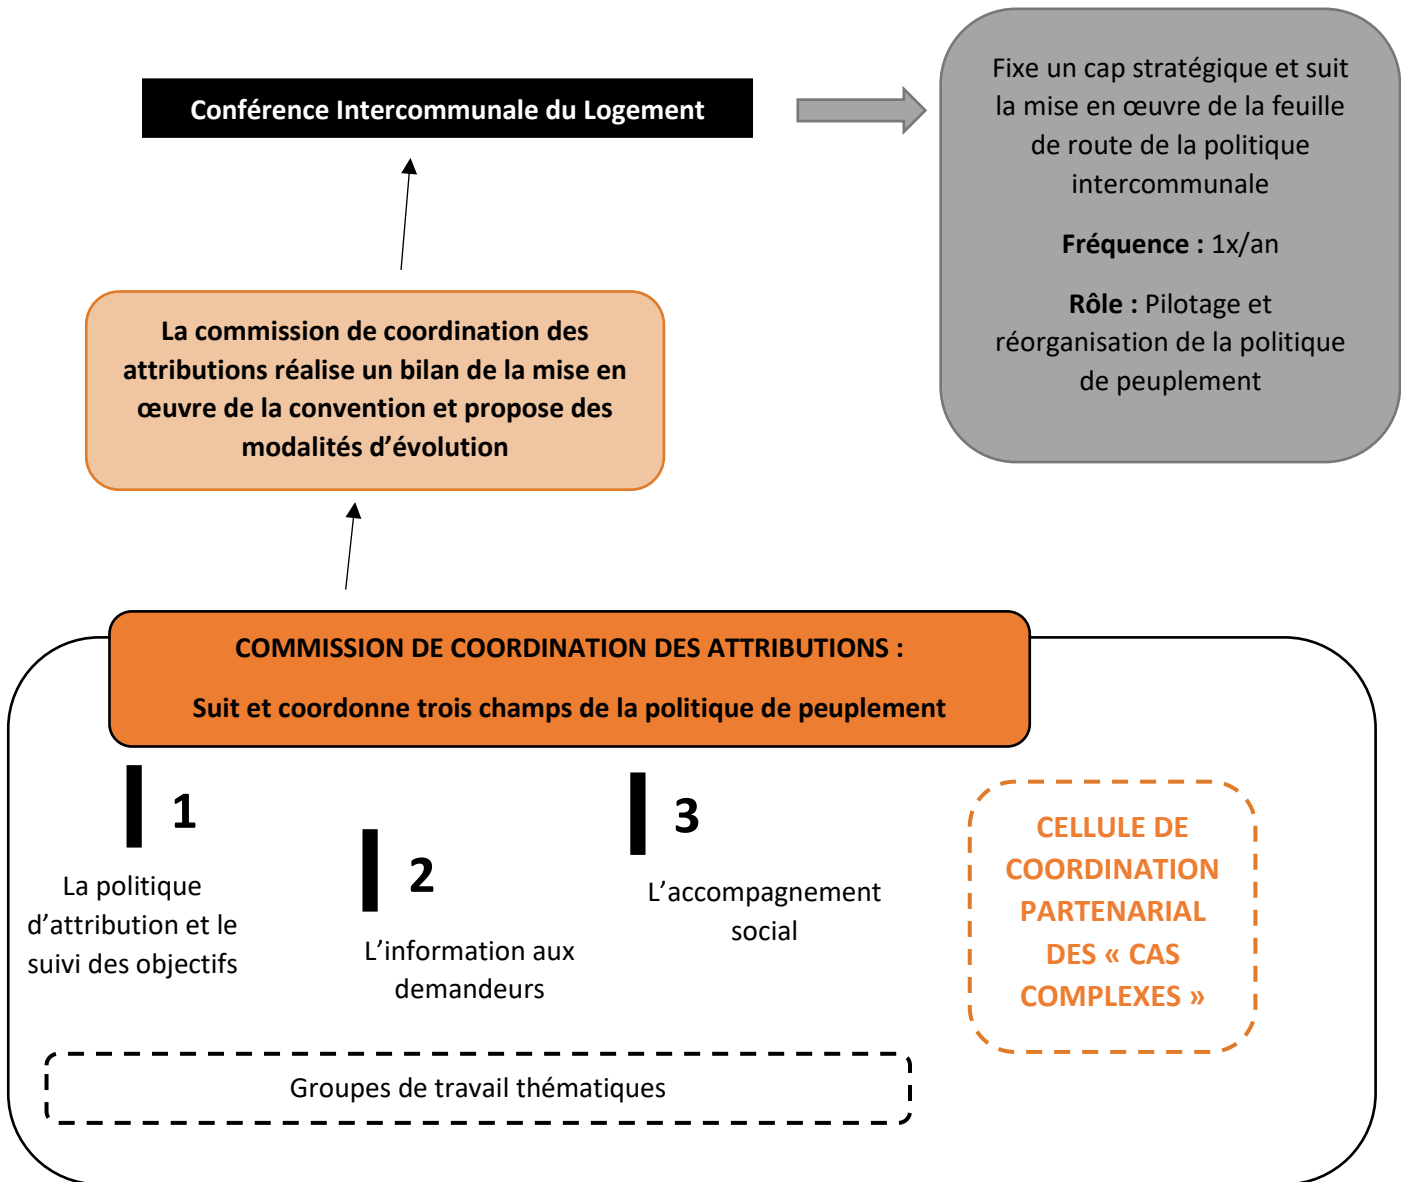 Conférence Intercommunale du Logement
Fixe un cap stratégique et suit
la mise en œuvre de la feuille
de route de la politique
intercommunale
Fréquence : 1x/an
Rôle : Pilotage et
réorganisation de la politique
de peuplement
La commission de coordination des
attributions réalise un bilan de la mise en
œuvre de la convention et propose des
modalités d’évolution
COMMISSION DE COORDINATION DES ATTRIBUTIONS :
Suit et coordonne trois champs de la politique de peuplement
1
La politique
d’attribution et le
suivi des objectifs
2
L’information aux
demandeurs
3
L’accompagnement
social
CELLULE DE
COORDINATION
PARTENARIAL
DES « CAS
COMPLEXES »
Groupes de travail thématiques